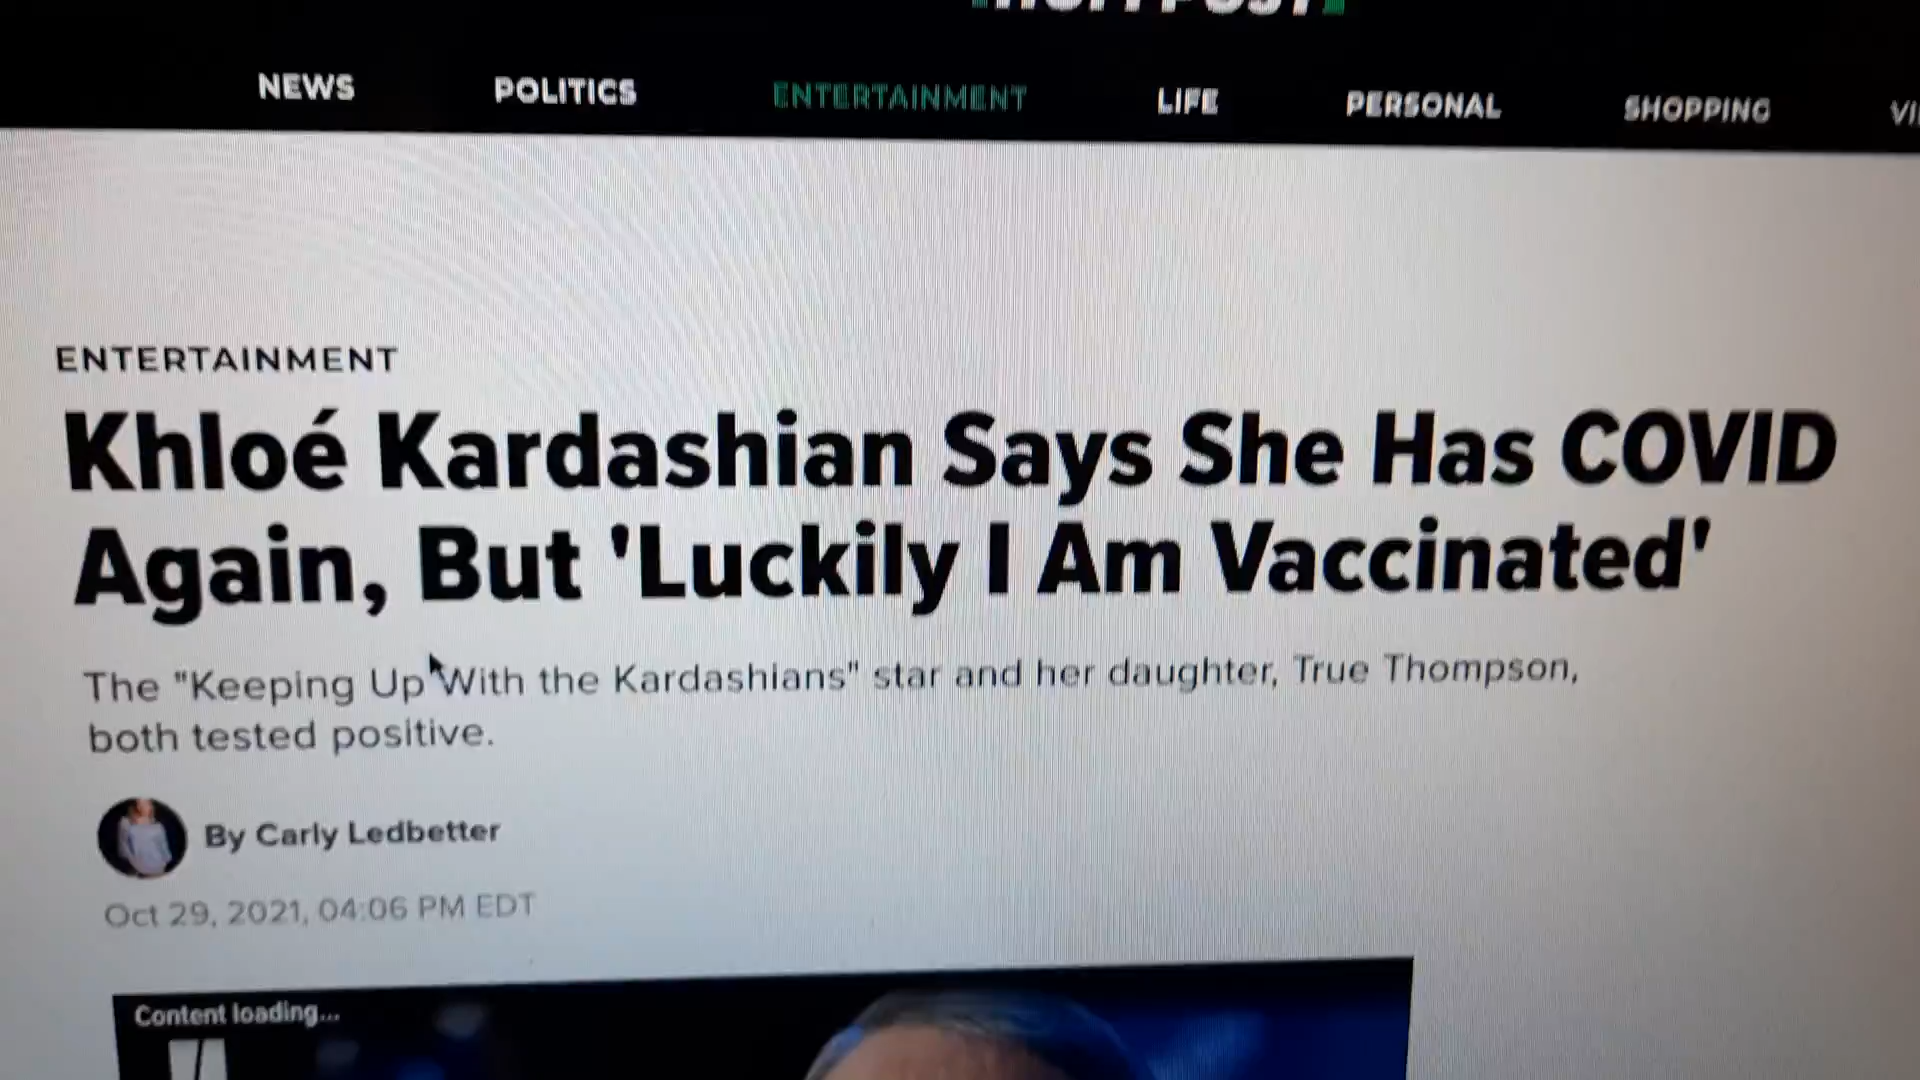 NEWS POLITICS ENTERTAINMENT LIFE PERSONAL SHOPPING
ENTERTAINMENT
Khloé Kardashian Says She Has COVID
Again, But 'Luckily I Am Vaccinated'
The "Keeping Up With the Kardashians" star and her daughter, True Thompson,
both tested positive.
By Carly Ledbetter
Oct 29, 2021, 04:06 PM EDT
Content loading...